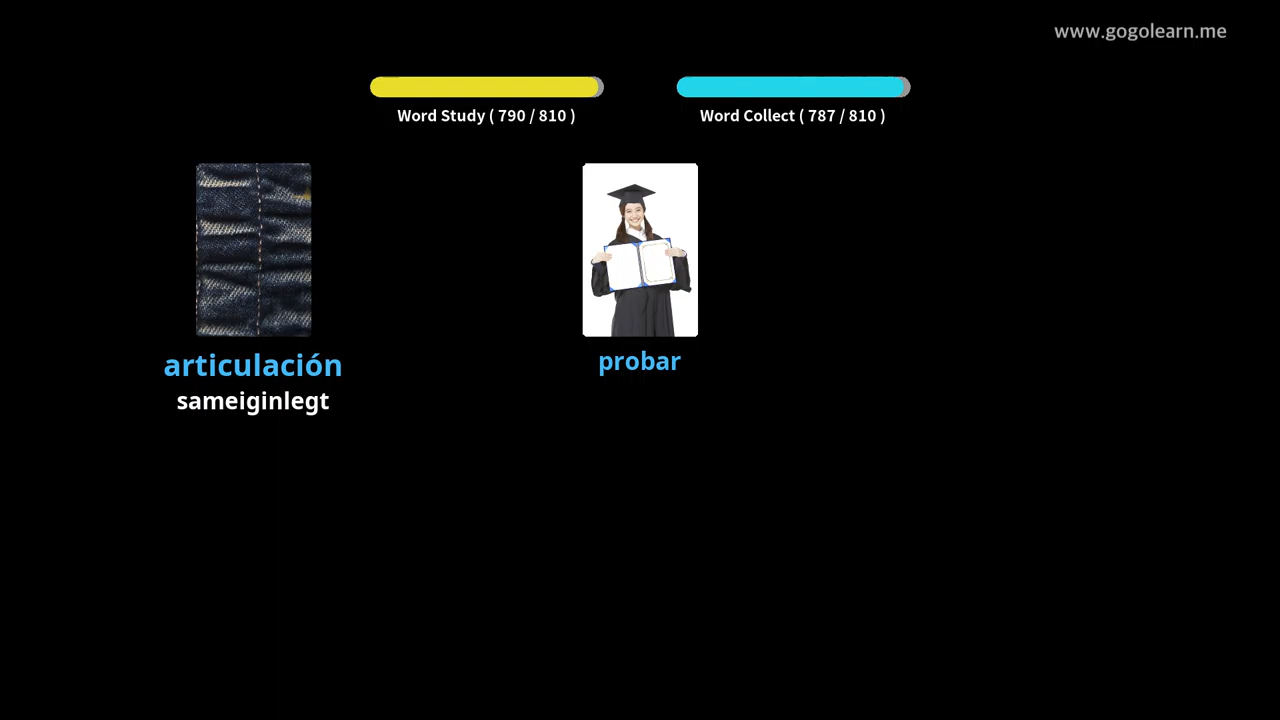 www.gogolearn.me
Word Study ( 790 / 810 )
Word Collect ( 787 / 810 )
articulación
sameiginlegt
probar